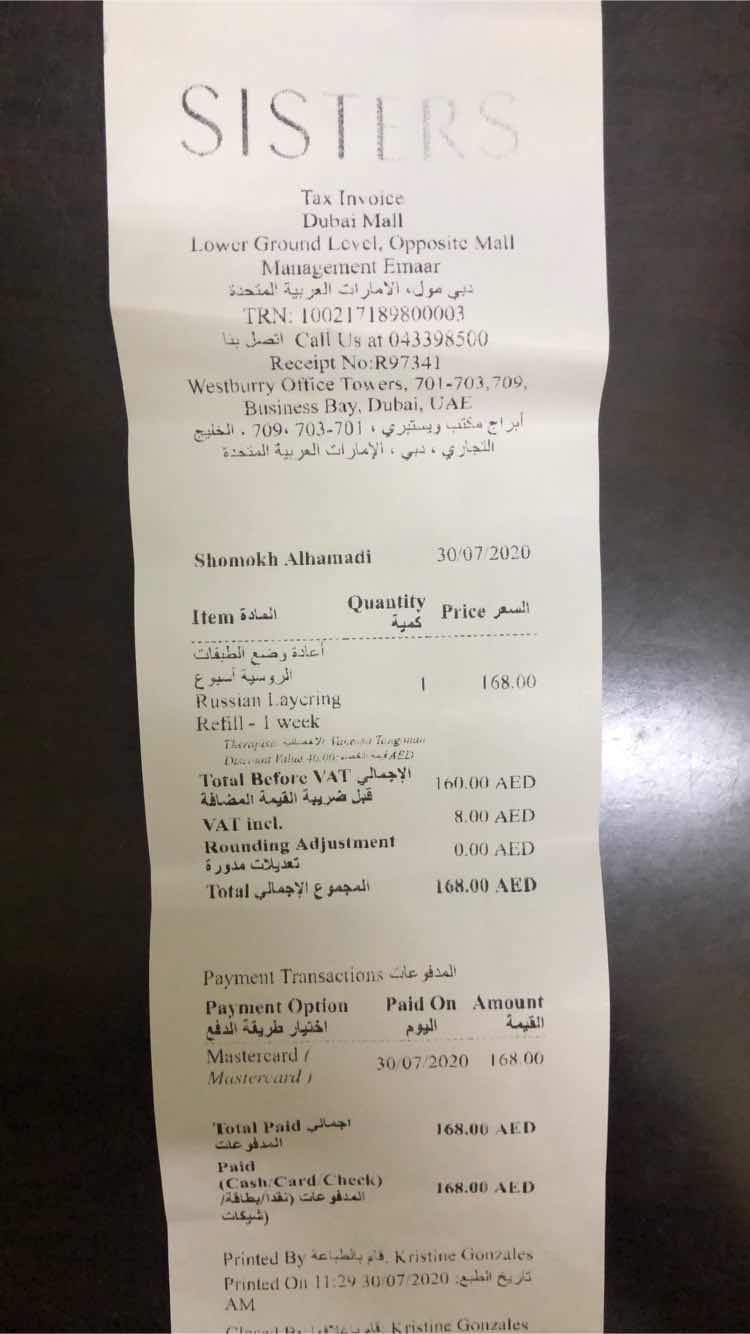 SISTERS
Tax Invoice
Dubai Mall
Lower Ground Level, Opposite Mall
Management Emaar
دبي مول، الامارات العربية المتحدة
TRN: 100217189800003
اتصل بنا Call Us at 043398500
Receipt No:R97341
Westburry Office Towers, 701-703,709,
Business Bay, Dubai, UAE
أبراج مكتب ويستبري ، 701-703 ،709 ، الخليج
التجاري ، دبي ، الإمارات العربية المتحدة
Shomokh Alhamadi 30/07/2020
Item المادة Quantity كمية Price السعر
أعادة وضع الطبقات
الروسية أسبوع
Russian Layering 1 168.00
Refill - 1 week
Therapist الأخصائية: Vanessa
Discount Value 40.00: AED
Total Before VAT الإجمالي 160.00 AED
قبل ضريبة القيمة المضافة
VAT incl. 8.00 AED
Rounding Adjustment 0.00 AED
تعديلات مدورة
Total المجموع الإجمالي 168.00 AED
Payment Transactions المدفوعات
Payment Option Paid On Amount
اختيار طريقة الدفع اليوم القيمة
Mastercard ( 30/07/2020 168.00
Mastercard )
Total Paid اجمالي 168.00 AED
المدفوعات
Paid
(Cash/Card/Check) 168.00 AED
المدفوعات (نقدا/بطاقة/
شيكات)
Printed By قام بالطباعة: Kristine Gonzales
Printed On 11:29 30/07/2020 :تاريخ الطبع
AM
Closed By Kristine Gonzales